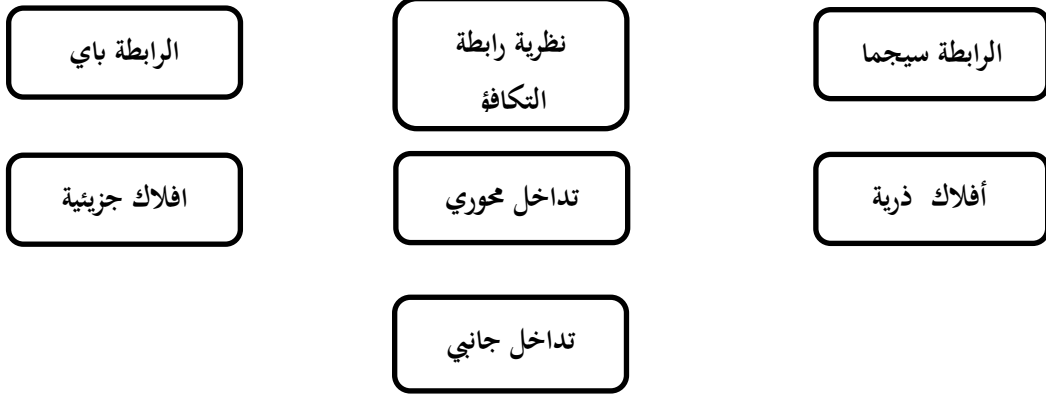 الرابطة سيجما
نظرية رابطة
التكافؤ
الرابطة باي
أفلاك ذرية
تداخل محوري
افلاك جزيئية
تداخل جانبي